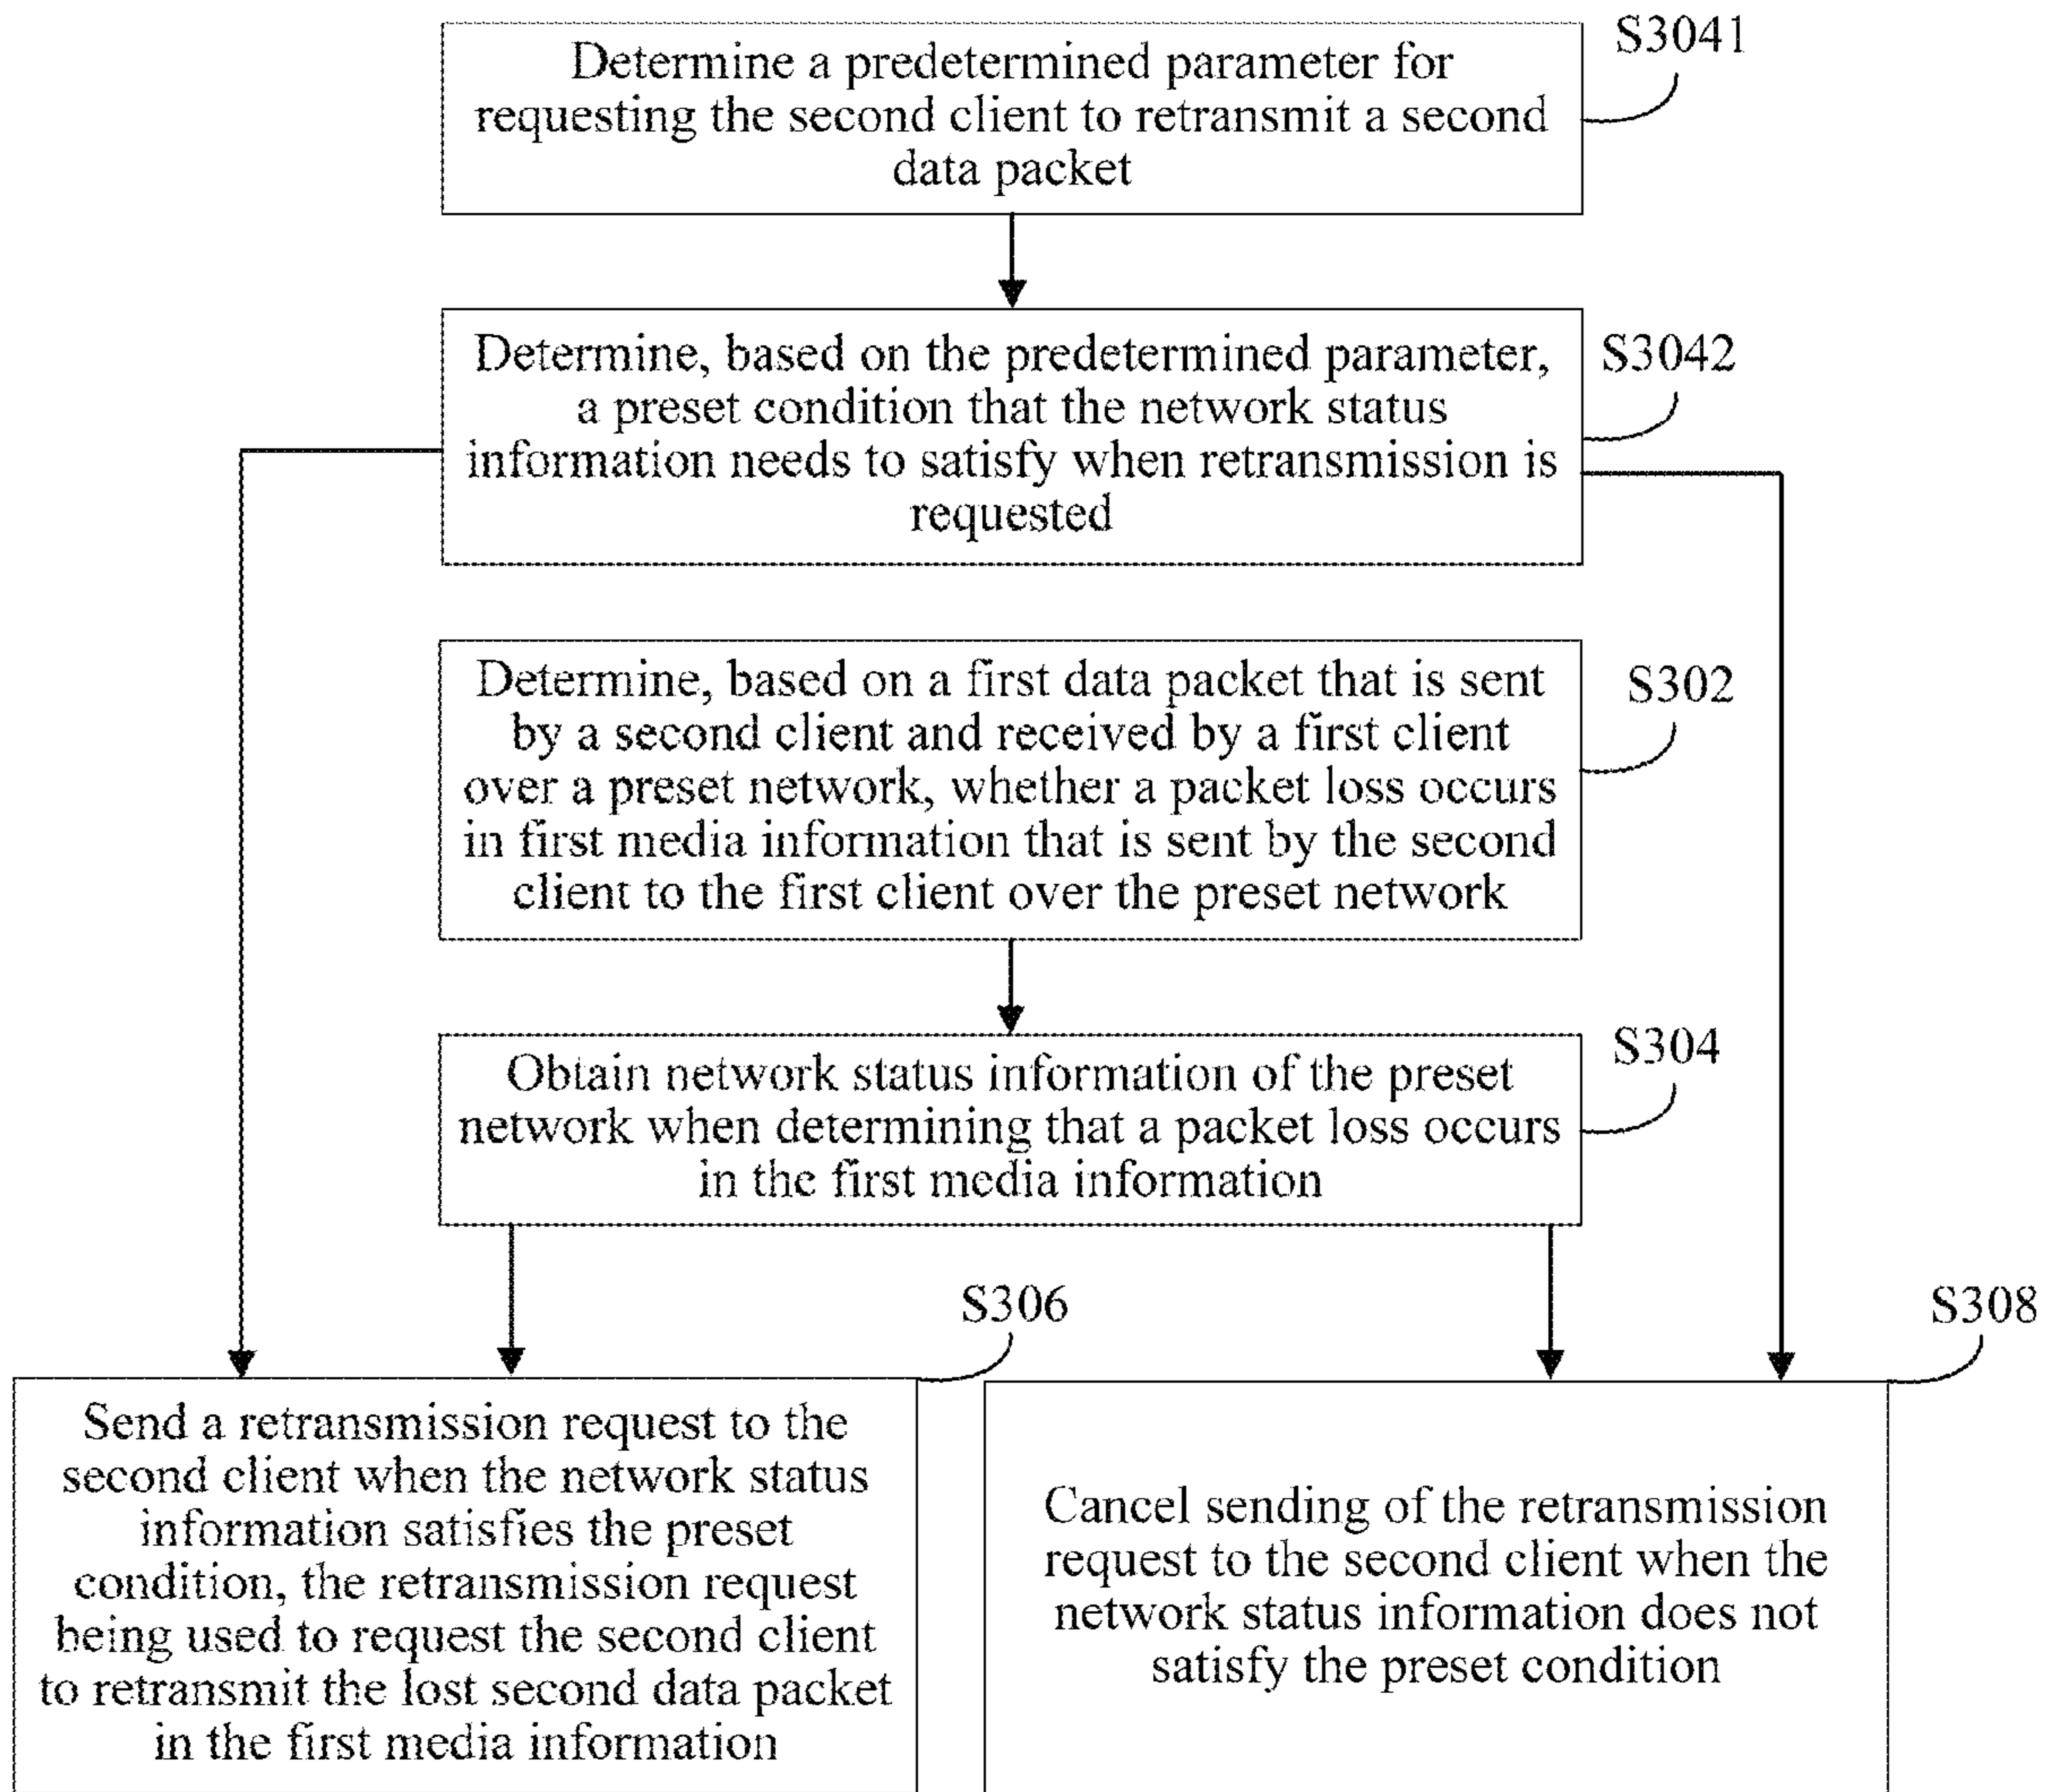 S3041
Determine a predetermined parameter for
requesting the second client to retransmit a second
data packet
S3042
Determine, based on the predetermined parameter,
a preset condition that the network status
information needs to satisfy when retransmission is
requested
S302
Determine, based on a first data packet that is sent
by a second client and received by a first client
over a preset network, whether a packet loss occurs
in first media information that is sent by the second
client to the first client over the preset network
S304
Obtain network status information of the preset
network when determining that a packet loss occurs
in the first media information
S306
Send a retransmission request to the
second client when the network status
information satisfies the preset
condition, the retransmission request
being used to request the second client
to retransmit the lost second data packet
in the first media information
S308
Cancel sending of the retransmission
request to the second client when the
network status information does not
satisfy the preset condition